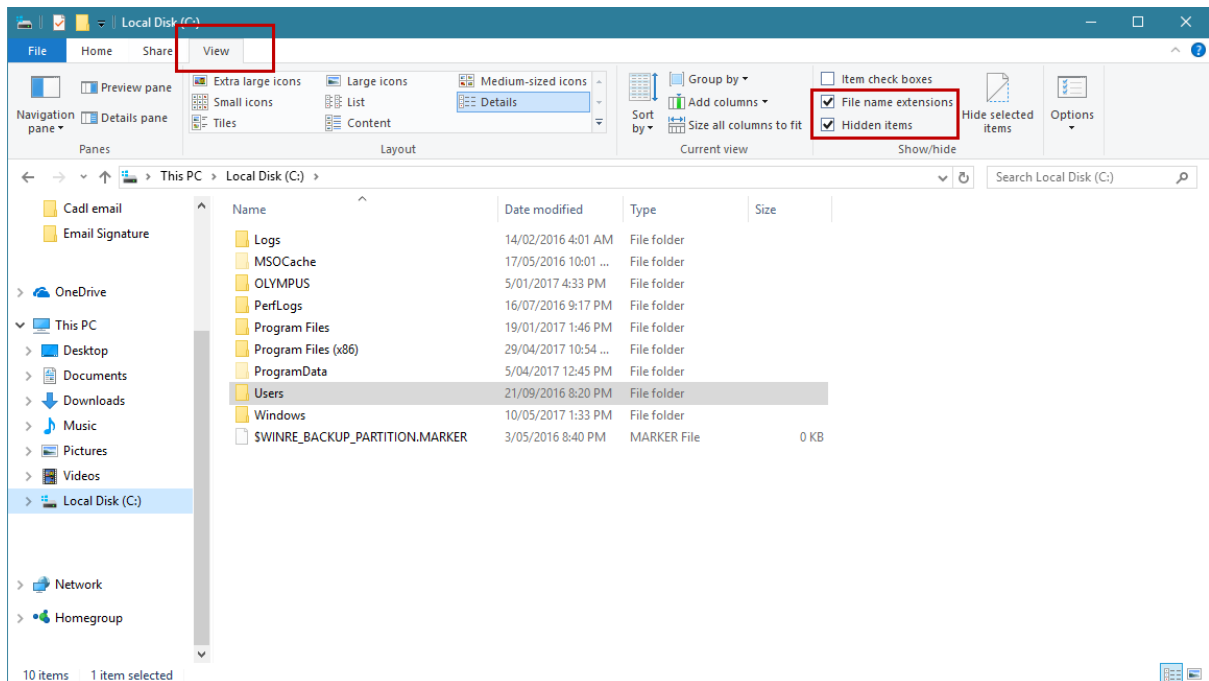 Local Disk (C:)
File Home Share View
Navigation pane
Preview pane
Details pane
Panes
Extra large icons Large icons Medium-sized icons
Small icons List Details
Tiles Content
Layout
Sort by
Group by
Add columns
Size all columns to fit
Current view
Item check boxes
File name extensions
Hidden items
Hide selected items
Show/hide
Options
This PC > Local Disk (C:) >
Search Local Disk (C:)
Cadl email
Email Signature
OneDrive
This PC
Desktop
Documents
Downloads
Music
Pictures
Videos
Local Disk (C:)
Network
Homegroup
Name Date modified Type Size
Logs 14/02/2016 4:01 AM File folder
MSOCache 17/05/2016 10:01 ... File folder
OLYMPUS 5/01/2017 4:33 PM File folder
PerfLogs 16/07/2016 9:17 PM File folder
Program Files 19/01/2017 1:46 PM File folder
Program Files (x86) 29/04/2017 10:54 ... File folder
ProgramData 5/04/2017 12:45 PM File folder
Users 21/09/2016 8:20 PM File folder
Windows 10/05/2017 1:33 PM File folder
$WINRE_BACKUP_PARTITION.MARKER 3/05/2016 8:40 PM MARKER File 0 KB
10 items 1 item selected